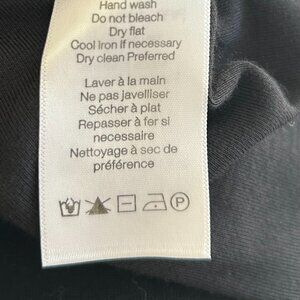 Hand wash
Do not bleach
Dry flat
Cool iron if necessary
Dry clean Preferred
Laver à la main
Ne pas javelliser
Sécher à plat
Repasser à fer si
necessaire
Nettoyage à sec de
préférence
P